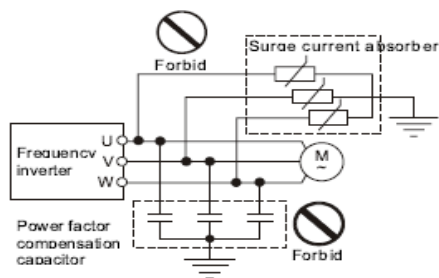 Surge current absorber
Forbid
U
Frequency
inverter
V
W
M
~
Power factor
compensation
capacitor
Forbid